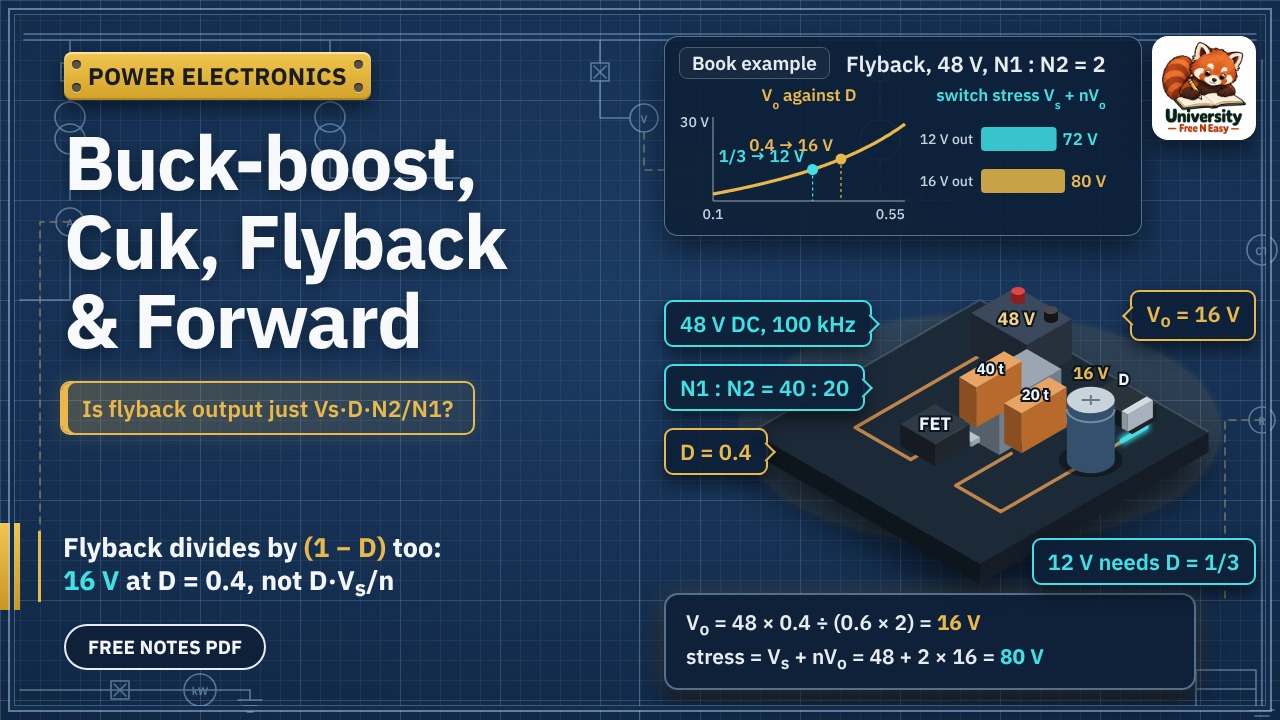 POWER ELECTRONICS
Buck-boost,
Cuk, Flyback
& Forward
Is flyback output just Vs·D·N2/N1?
Flyback divides by (1 − D) too:
16 V at D = 0.4, not D·Vs/n
FREE NOTES PDF
Book example
Flyback, 48 V, N1 : N2 = 2
Vo against D
switch stress Vs + nVo
30 V
0.4 → 16 V
1/3 → 12 V
0.1
0.55
12 V out
72 V
16 V out
80 V
University
Free N Easy
48 V DC, 100 kHz
N1 : N2 = 40 : 20
D = 0.4
Vo = 16 V
48 V
40 t
20 t
16 V
D
FET
12 V needs D = 1/3
Vo = 48 × 0.4 ÷ (0.6 × 2) = 16 V
stress = Vs + nVo = 48 + 2 × 16 = 80 V
V
kW